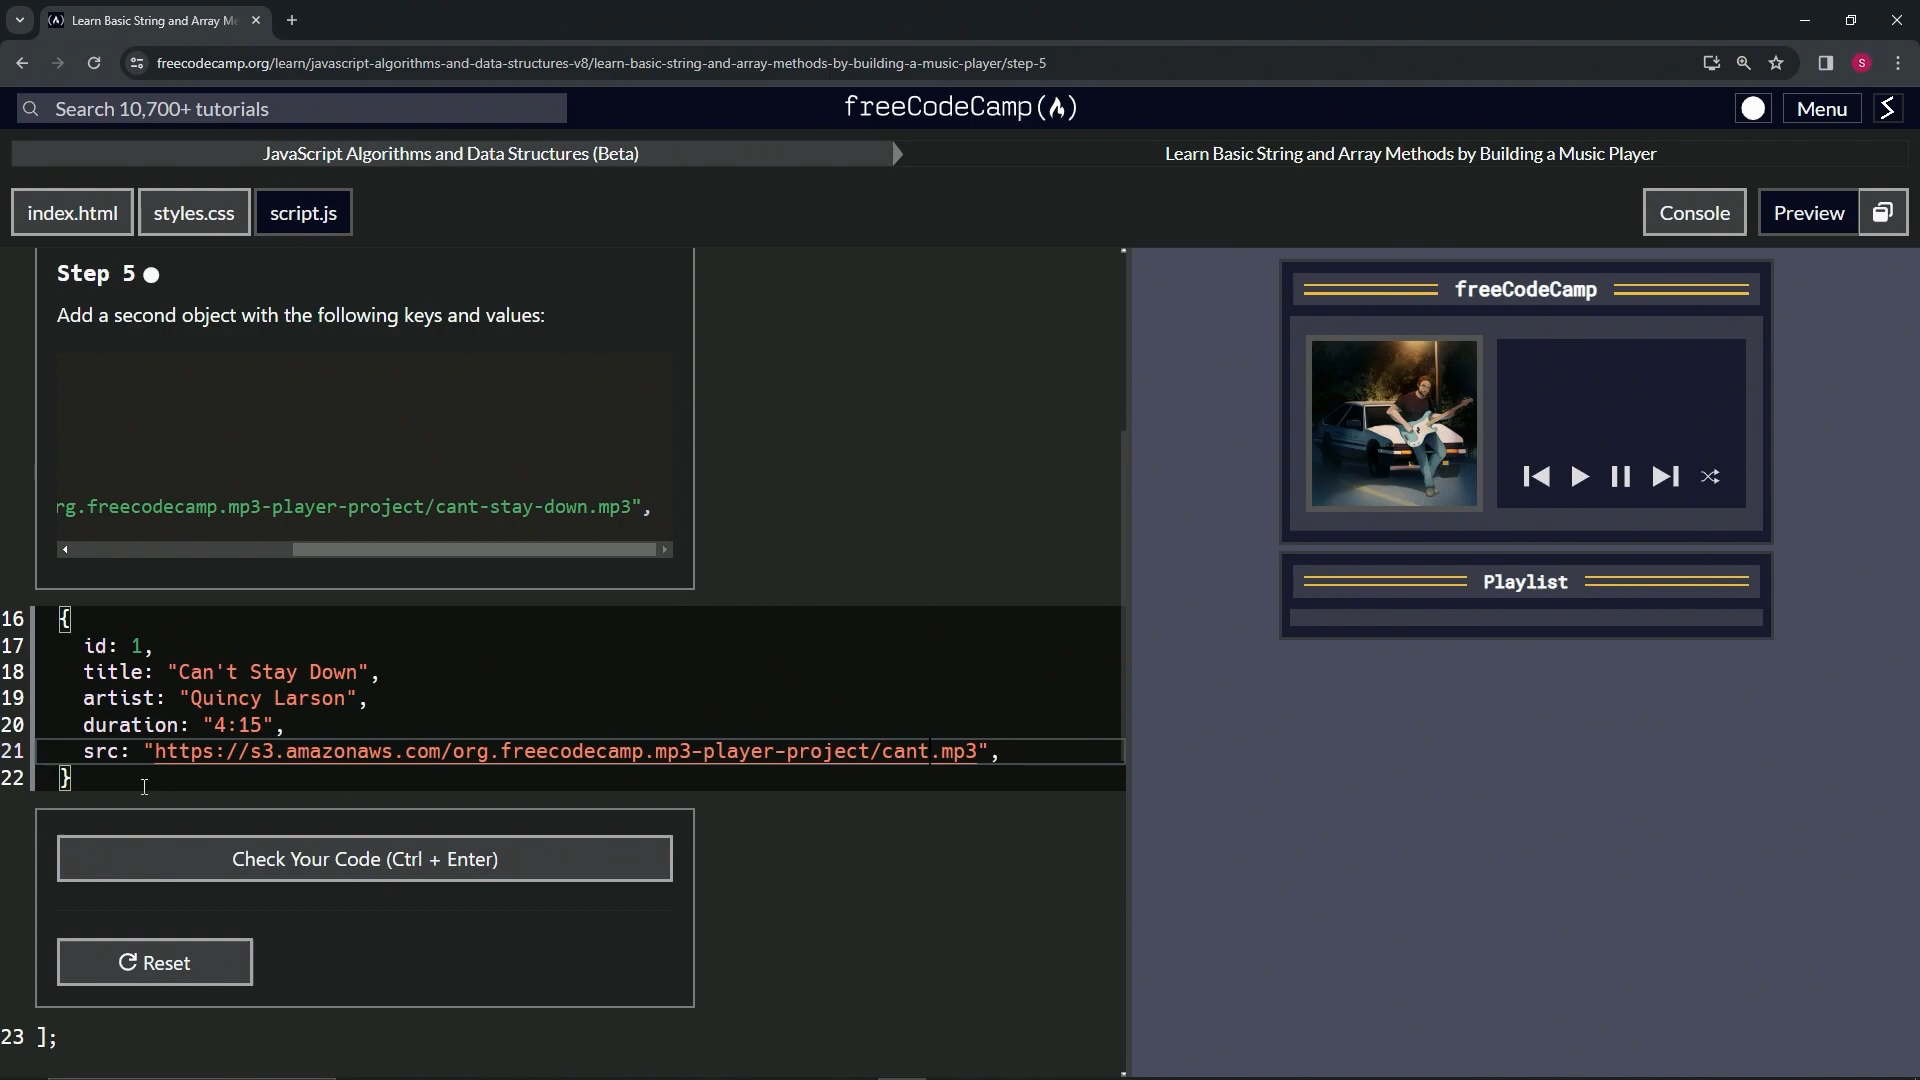 Learn Basic String and Array Me
freecodecamp.org/learn/javascript-algorithms-and-data-structures-v8/learn-basic-string-and-array-methods-by-building-a-music-player/step-5
S
Search 10,700+ tutorials
freeCodeCamp(🔥)
Menu
JavaScript Algorithms and Data Structures (Beta)
Learn Basic String and Array Methods by Building a Music Player
index.html
styles.css
script.js
Console
Preview
Step 5
Add a second object with the following keys and values:
rg.freecodecamp.mp3-player-project/cant-stay-down.mp3",
16 {
17 id: 1,
18 title: "Can't Stay Down",
19 artist: "Quincy Larson",
20 duration: "4:15",
21 src: "https://s3.amazonaws.com/org.freecodecamp.mp3-player-project/cant.mp3",
22 }
Check Your Code (Ctrl + Enter)
Reset
23 ];
freeCodeCamp
Playlist